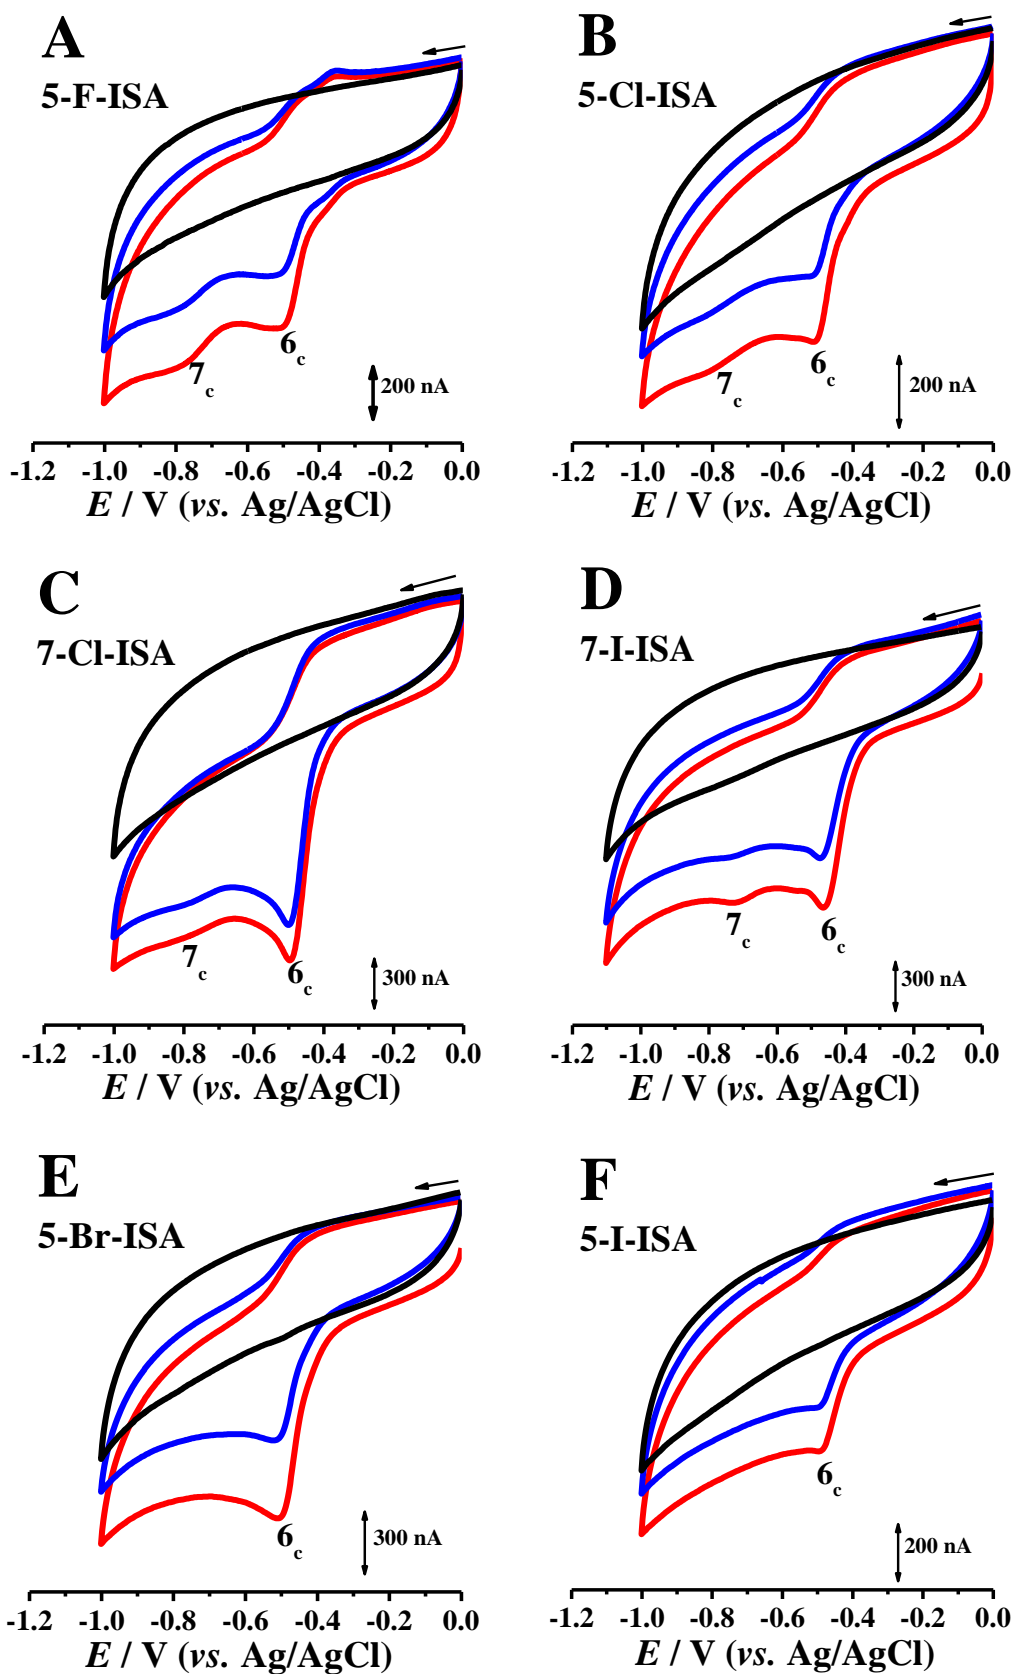 A
5-F-ISA
6c
7c
200 nA
-1.2 -1.0 -0.8 -0.6 -0.4 -0.2 0.0
E / V (vs. Ag/AgCl)
B
5-Cl-ISA
6c
7c
200 nA
-1.2 -1.0 -0.8 -0.6 -0.4 -0.2 0.0
E / V (vs. Ag/AgCl)
C
7-Cl-ISA
7c
6c
300 nA
-1.2 -1.0 -0.8 -0.6 -0.4 -0.2 0.0
E / V (vs. Ag/AgCl)
D
7-I-ISA
7c
6c
300 nA
-1.2 -1.0 -0.8 -0.6 -0.4 -0.2 0.0
E / V (vs. Ag/AgCl)
E
5-Br-ISA
6c
300 nA
-1.2 -1.0 -0.8 -0.6 -0.4 -0.2 0.0
E / V (vs. Ag/AgCl)
F
5-I-ISA
6c
200 nA
-1.2 -1.0 -0.8 -0.6 -0.4 -0.2 0.0
E / V (vs. Ag/AgCl)